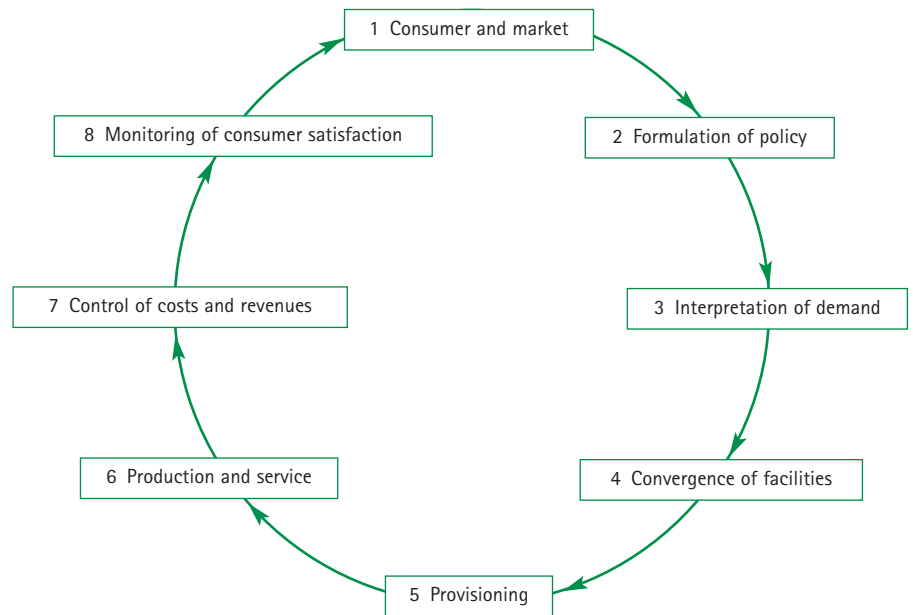 1 Consumer and market
2 Formulation of policy
3 Interpretation of demand
4 Convergence of facilities
5 Provisioning
6 Production and service
7 Control of costs and revenues
8 Monitoring of consumer satisfaction